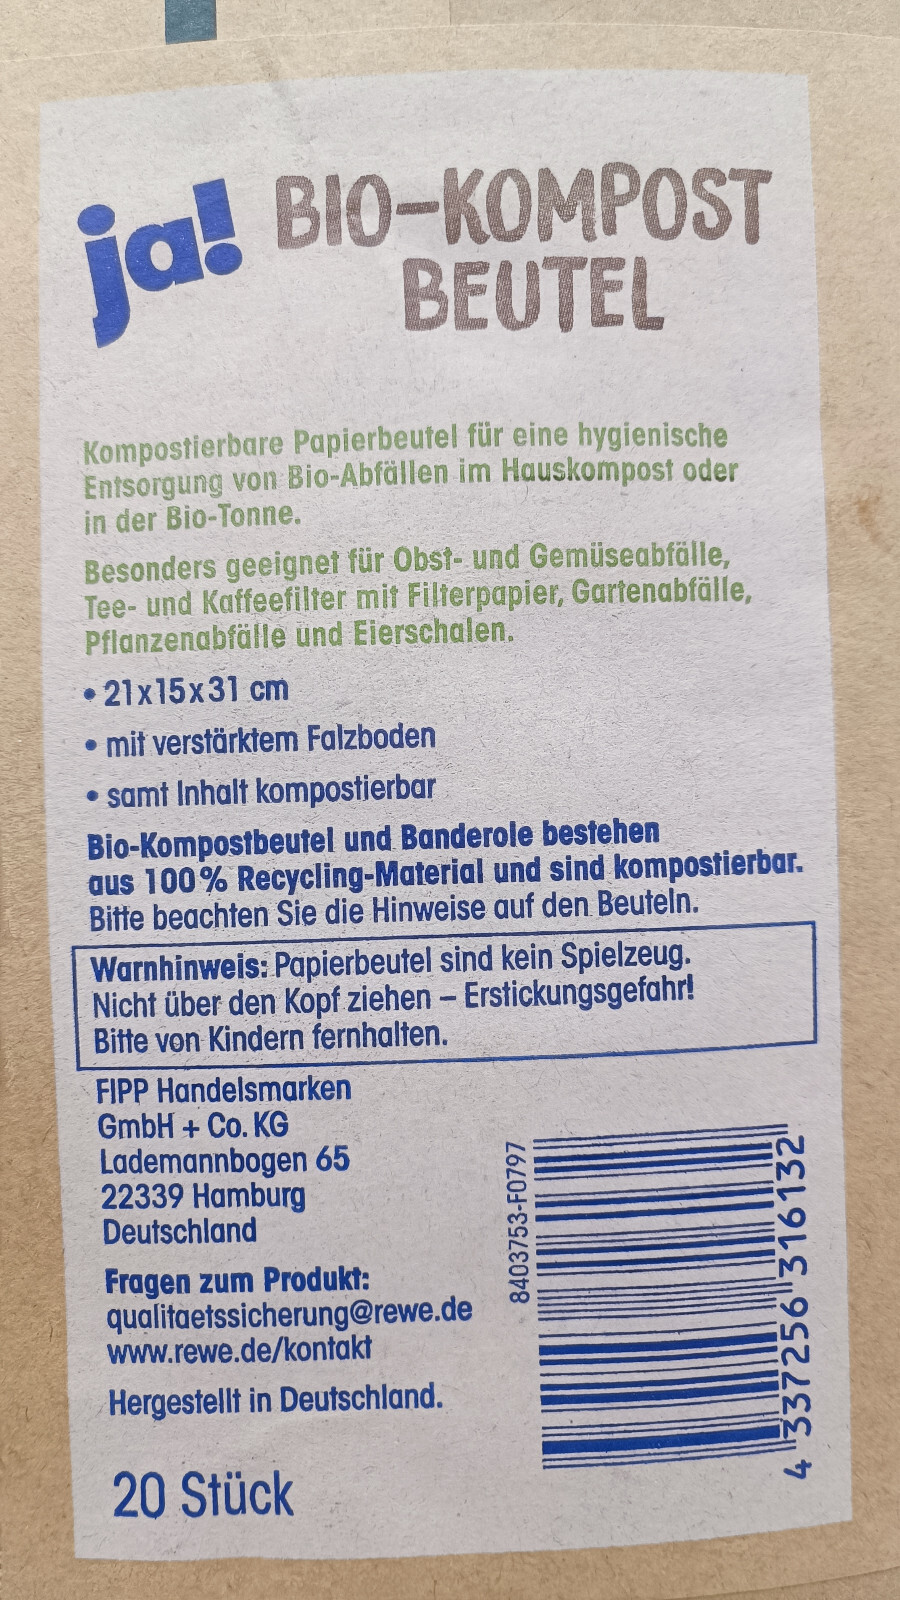 ja! BIO-KOMPOST
BEUTEL
Kompostierbare Papierbeutel für eine hygienische
Entsorgung von Bio-Abfällen im Hauskompost oder
in der Bio-Tonne.
Besonders geeignet für Obst- und Gemüseabfälle,
Tee- und Kaffeefilter mit Filterpapier, Gartenabfälle,
Pflanzenabfälle und Eierschalen.
• 21x15x31 cm
• mit verstärktem Falzboden
• samt Inhalt kompostierbar
Bio-Kompostbeutel und Banderole bestehen
aus 100% Recycling-Material und sind kompostierbar.
Bitte beachten Sie die Hinweise auf den Beuteln.
Warnhinweis: Papierbeutel sind kein Spielzeug.
Nicht über den Kopf ziehen – Erstickungsgefahr!
Bitte von Kindern fernhalten.
FIPP Handelsmarken
GmbH + Co. KG
Lademannbogen 65
22339 Hamburg
Deutschland
Fragen zum Produkt:
qualitaetssicherung@rewe.de
www.rewe.de/kontakt
Hergestellt in Deutschland.
20 Stück
8403753-F0797
4 337256 316132